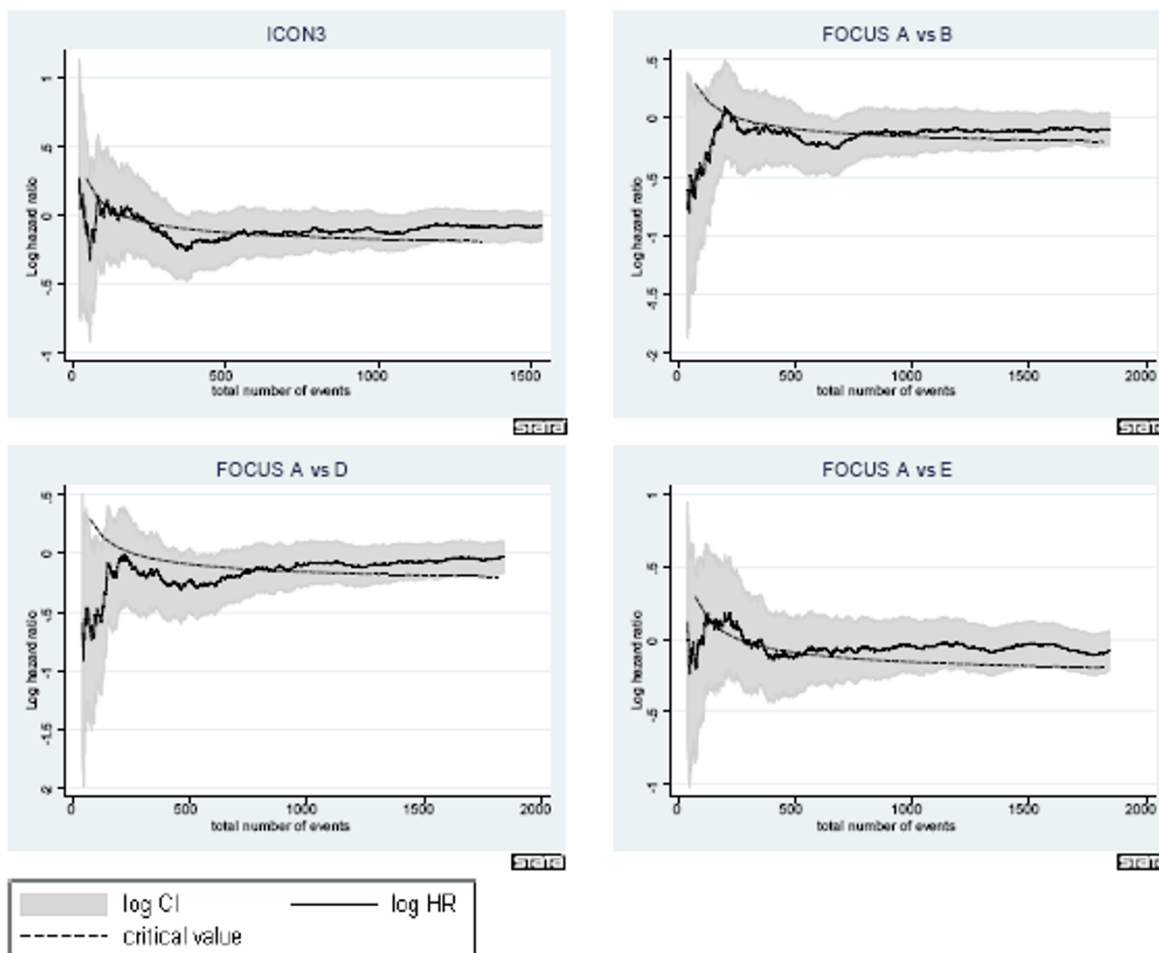 ICON3
Log hazard ratio
1
.5
0
-.5
-1
0 500 1000 1500
total number of events
stata
FOCUS A vs B
Log hazard ratio
.5
0
-.5
-1
-1.5
-2
0 500 1000 1500 2000
total number of events
stata
FOCUS A vs D
Log hazard ratio
.5
0
-.5
-1
-1.5
-2
0 500 1000 1500 2000
total number of events
stata
FOCUS A vs E
Log hazard ratio
1
.5
0
-.5
-1
0 500 1000 1500 2000
total number of events
stata
log CI log HR
critical value